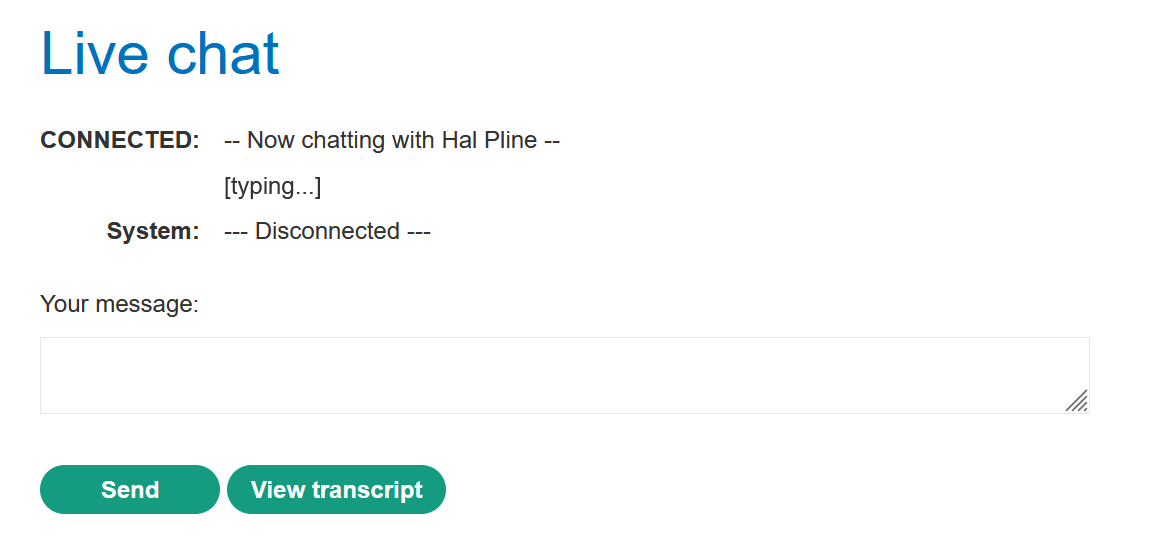 Live chat
CONNECTED: -- Now chatting with Hal Pline --
[typing...]
System: --- Disconnected ---
Your message:
Send View transcript